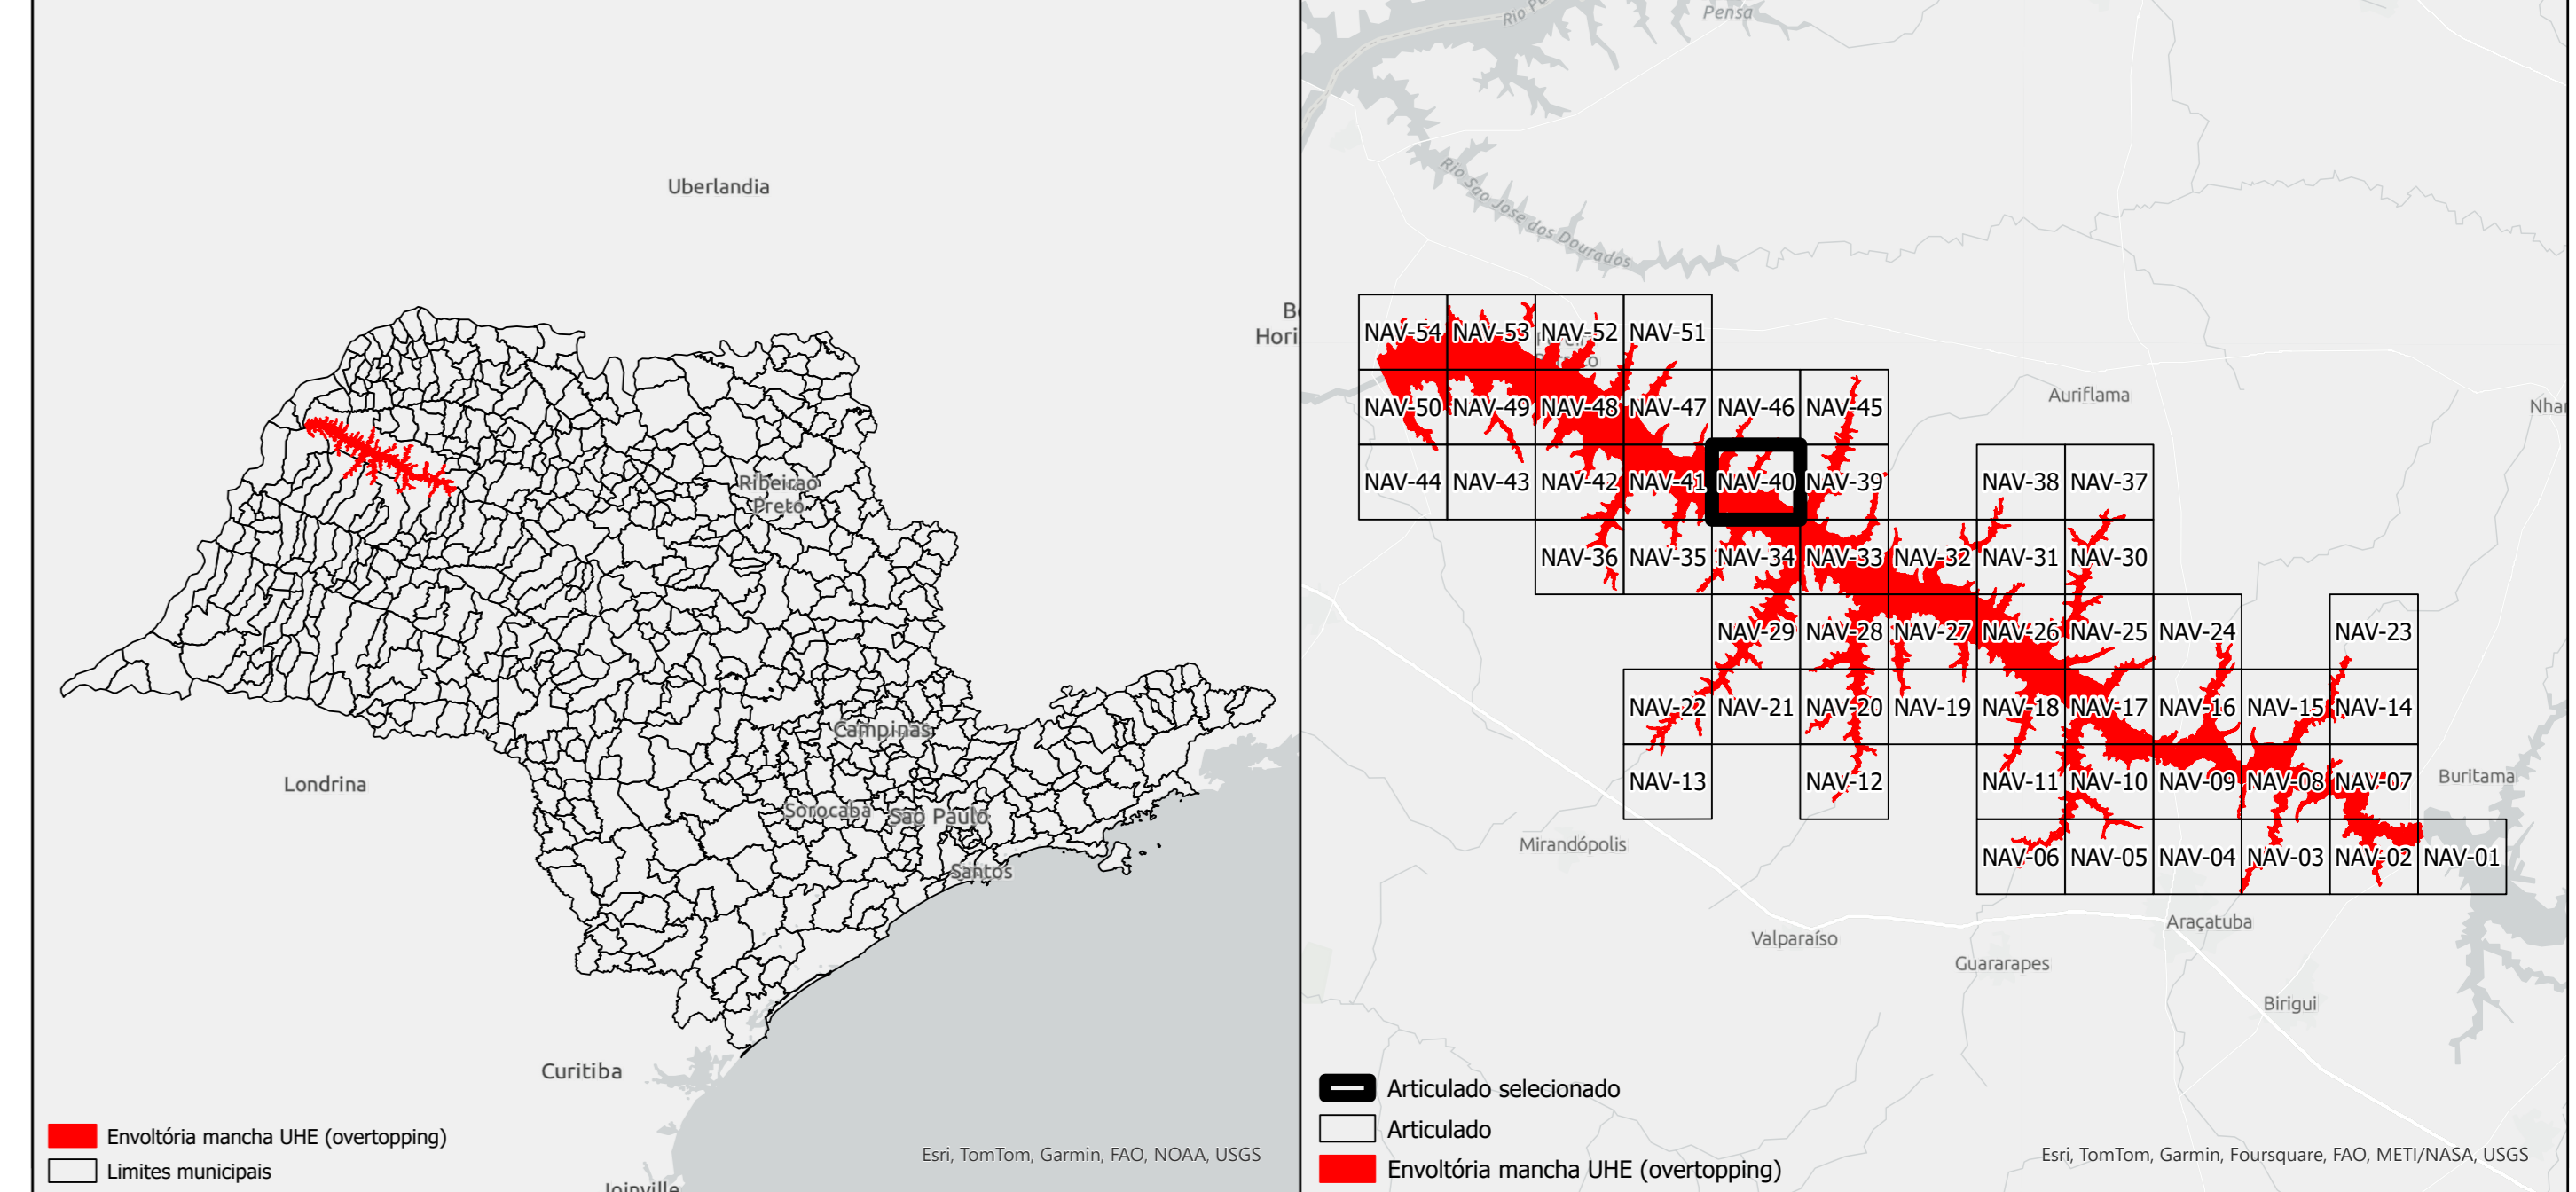 Uberlandia
Be
Hori
Ribeirao
Preto
Campinas
Londrina
Sorocaba
Sao Paulo
Santos
Curitiba
Joinville
Envoltória mancha UHE (overtopping)
Limites municipais
Esri, TomTom, Garmin, FAO, NOAA, USGS
Pensa
Rio Sao Jose dos Dourados
NAV-54 NAV-53 NAV-52 NAV-51
Auriflama
NAV-50 NAV-49 NAV-48 NAV-47 NAV-46 NAV-45
Nhan
NAV-44 NAV-43 NAV-42 NAV-41 NAV-40 NAV-39 NAV-38 NAV-37
NAV-36 NAV-35 NAV-34 NAV-33 NAV-32 NAV-31 NAV-30
NAV-29 NAV-28 NAV-27 NAV-26 NAV-25 NAV-24 NAV-23
NAV-22 NAV-21 NAV-20 NAV-19 NAV-18 NAV-17 NAV-16 NAV-15 NAV-14
NAV-13 NAV-12 NAV-11 NAV-10 NAV-09 NAV-08 NAV-07
Buritama
Mirandópolis
NAV-06 NAV-05 NAV-04 NAV-03 NAV-02 NAV-01
Araçatuba
Valparaíso
Guararapes
Birigui
Articulado selecionado
Articulado
Envoltória mancha UHE (overtopping)
Esri, TomTom, Garmin, Foursquare, FAO, METI/NASA, USGS